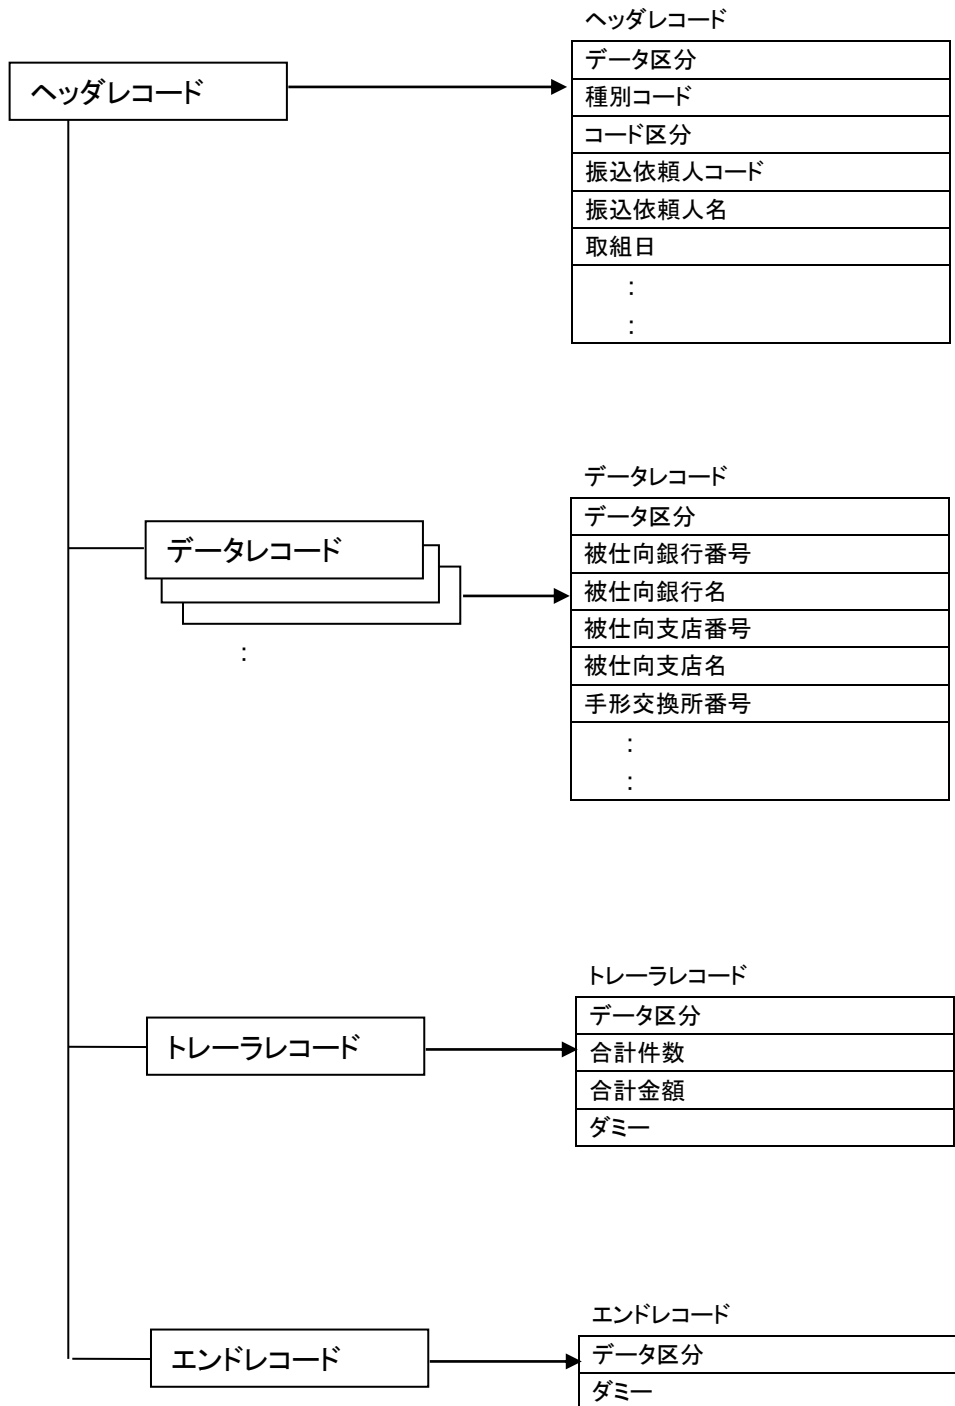 ヘッダレコード
ヘッダレコード
データ区分
種別コード
コード区分
振込依頼人コード
振込依頼人名
取組日
:
:
データレコード
:
データレコード
データ区分
被仕向銀行番号
被仕向銀行名
被仕向支店番号
被仕向支店名
手形交換所番号
:
:
トレーラレコード
トレーラレコード
データ区分
合計件数
合計金額
ダミー
エンドレコード
エンドレコード
データ区分
ダミー